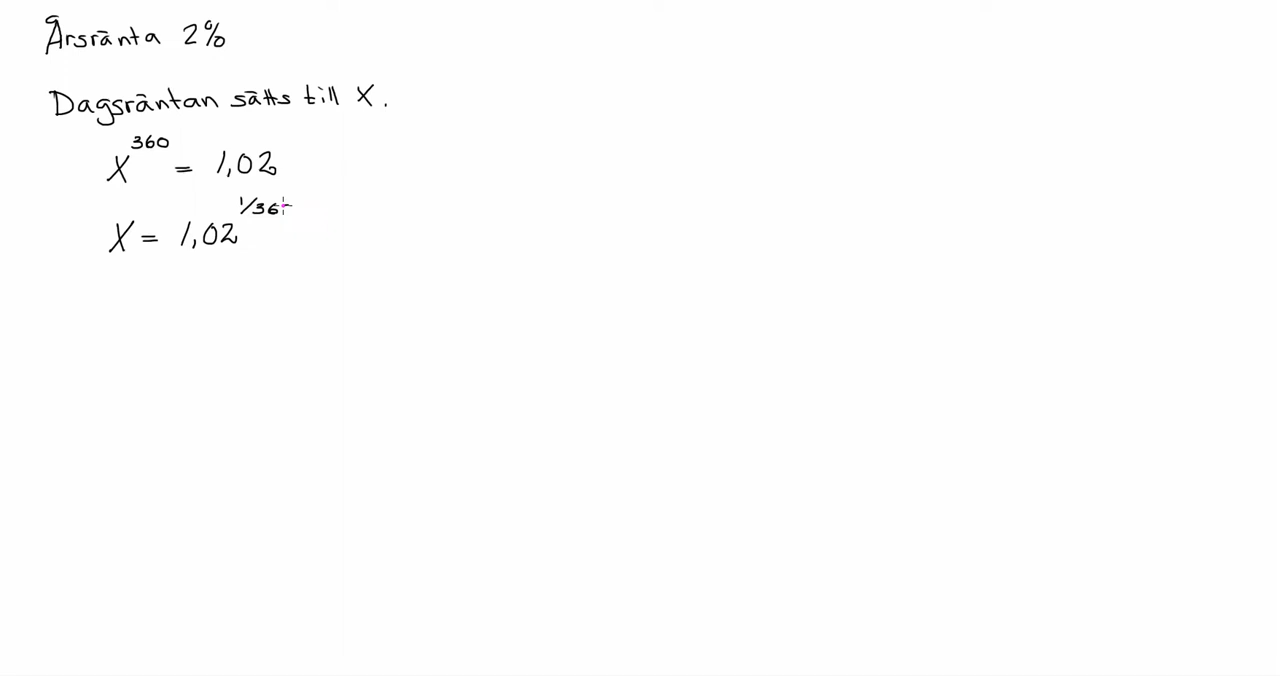 Årsränta 2%
Dagsräntan sätts till X.
X^360 = 1,02
X = 1,02^1/36